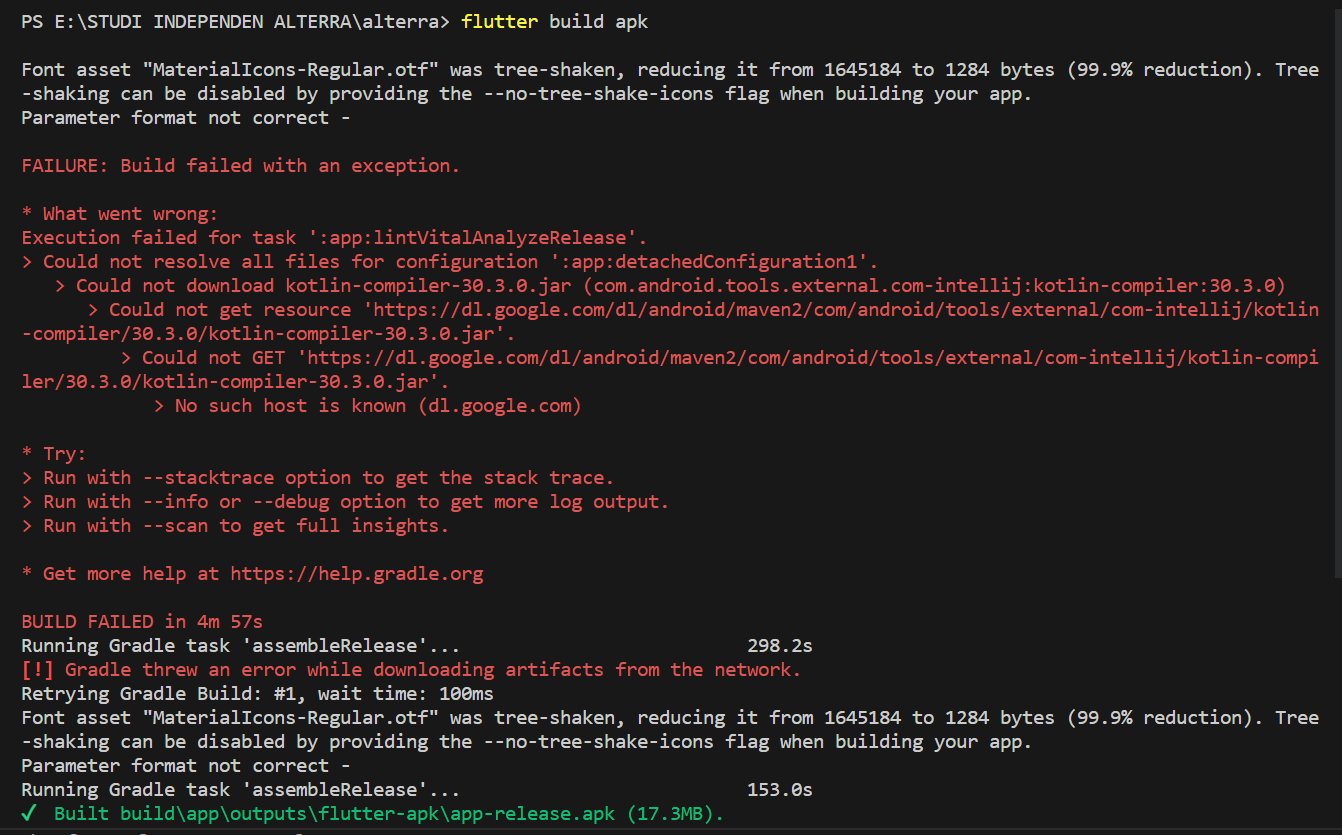 PS E:\STUDI INDEPENDEN ALTERRA\alterra> flutter build apk
Font asset "MaterialIcons-Regular.otf" was tree-shaken, reducing it from 1645184 to 1284 bytes (99.9% reduction). Tree
-shaking can be disabled by providing the --no-tree-shake-icons flag when building your app.
Parameter format not correct -
FAILURE: Build failed with an exception.
* What went wrong:
Execution failed for task ':app:lintVitalAnalyzeRelease'.
> Could not resolve all files for configuration ':app:detachedConfiguration1'.
> Could not download kotlin-compiler-30.3.0.jar (com.android.tools.external.com-intellij:kotlin-compiler:30.3.0)
> Could not get resource 'https://dl.google.com/dl/android/maven2/com/android/tools/external/com-intellij/kotlin
-compiler/30.3.0/kotlin-compiler-30.3.0.jar'.
> Could not GET 'https://dl.google.com/dl/android/maven2/com/android/tools/external/com-intellij/kotlin-compi
ler/30.3.0/kotlin-compiler-30.3.0.jar'.
> No such host is known (dl.google.com)
* Try:
> Run with --stacktrace option to get the stack trace.
> Run with --info or --debug option to get more log output.
> Run with --scan to get full insights.
* Get more help at https://help.gradle.org
BUILD FAILED in 4m 57s
Running Gradle task 'assembleRelease'... 298.2s
[!] Gradle threw an error while downloading artifacts from the network.
Retrying Gradle Build: #1, wait time: 100ms
Font asset "MaterialIcons-Regular.otf" was tree-shaken, reducing it from 1645184 to 1284 bytes (99.9% reduction). Tree
-shaking can be disabled by providing the --no-tree-shake-icons flag when building your app.
Parameter format not correct -
Running Gradle task 'assembleRelease'... 153.0s
✓ Built build\app\outputs\flutter-apk\app-release.apk (17.3MB).